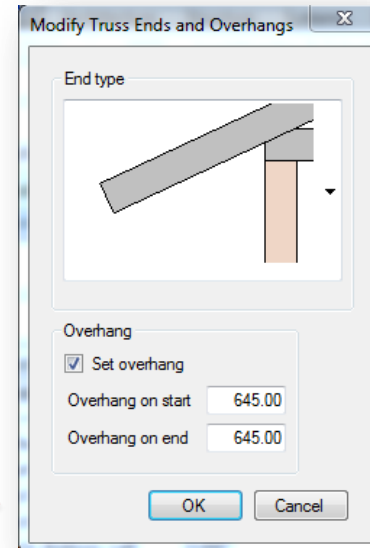 Modify Truss Ends and Overhangs
End type
Overhang
Set overhang
Overhang on start 645.00
Overhang on end 645.00
OK Cancel